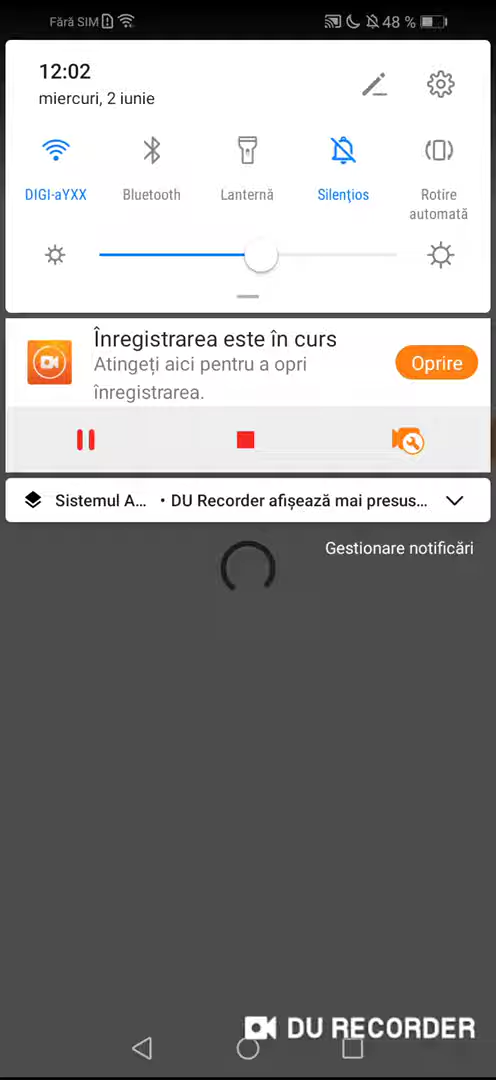 Fără SIM 48 %
12:02
miercuri, 2 iunie
DIGI-aYXX Bluetooth Lanternă Silențios Rotire automată
Înregistrarea este în curs
Atingeți aici pentru a opri
înregistrarea.
Oprire
Sistemul A... • DU Recorder afișează mai presus...
Gestionare notificări
DU RECORDER